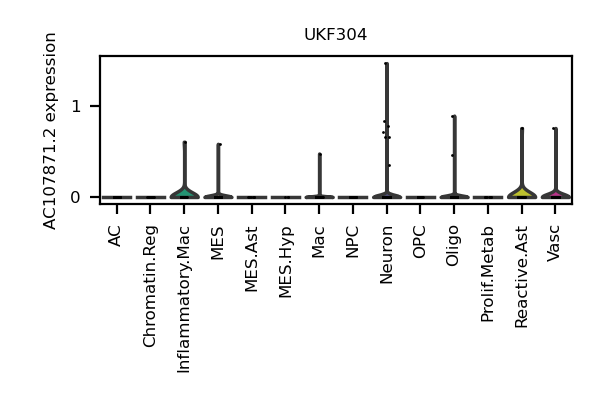 UKF304
AC107871.2 expression
1
0
AC
Chromatin.Reg
Inflammatory.Mac
MES
MES.Ast
MES.Hyp
Mac
NPC
Neuron
OPC
Oligo
Prolif.Metab
Reactive.Ast
Vasc